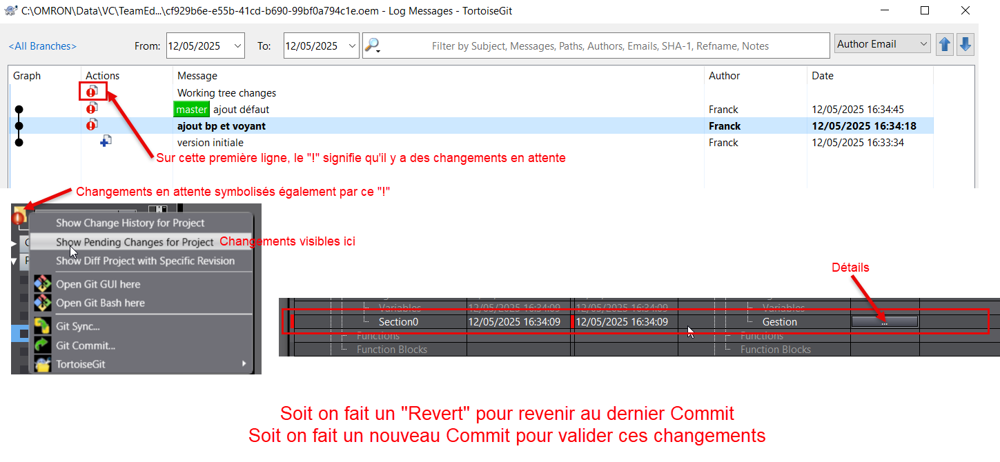 C:\OMRON\Data\VC\TeamEd...\cf929b6e-e55b-41cd-b690-99bf0a794c1e.oem - Log Messages - TortoiseGit
<All Branches> From: 12/05/2025 To: 12/05/2025 Filter by Subject, Messages, Paths, Authors, Emails, SHA-1, Refname, Notes Author Email
Graph Actions Message Author Date
Working tree changes
master ajout défaut Franck 12/05/2025 16:34:45
ajout bp et voyant Franck 12/05/2025 16:34:18
version initiale Franck 12/05/2025 16:33:34
Sur cette première ligne, le "!" signifie qu'il y a des changements en attente
Changements en attente symbolisés également par ce "!"
Show Change History for Project
Show Pending Changes for Project Changements visibles ici
Show Diff Project with Specific Revision
Open Git GUI here
Open Git Bash here
Git Sync...
Git Commit...
TortoiseGit
Détails
Variables 12/05/2025 16:34:09 12/05/2025 16:34:09 Variables
Section0 12/05/2025 16:34:09 12/05/2025 16:34:09 Gestion ...
Functions Functions
Function Blocks Function Blocks
Soit on fait un "Revert" pour revenir au dernier Commit
Soit on fait un nouveau Commit pour valider ces changements